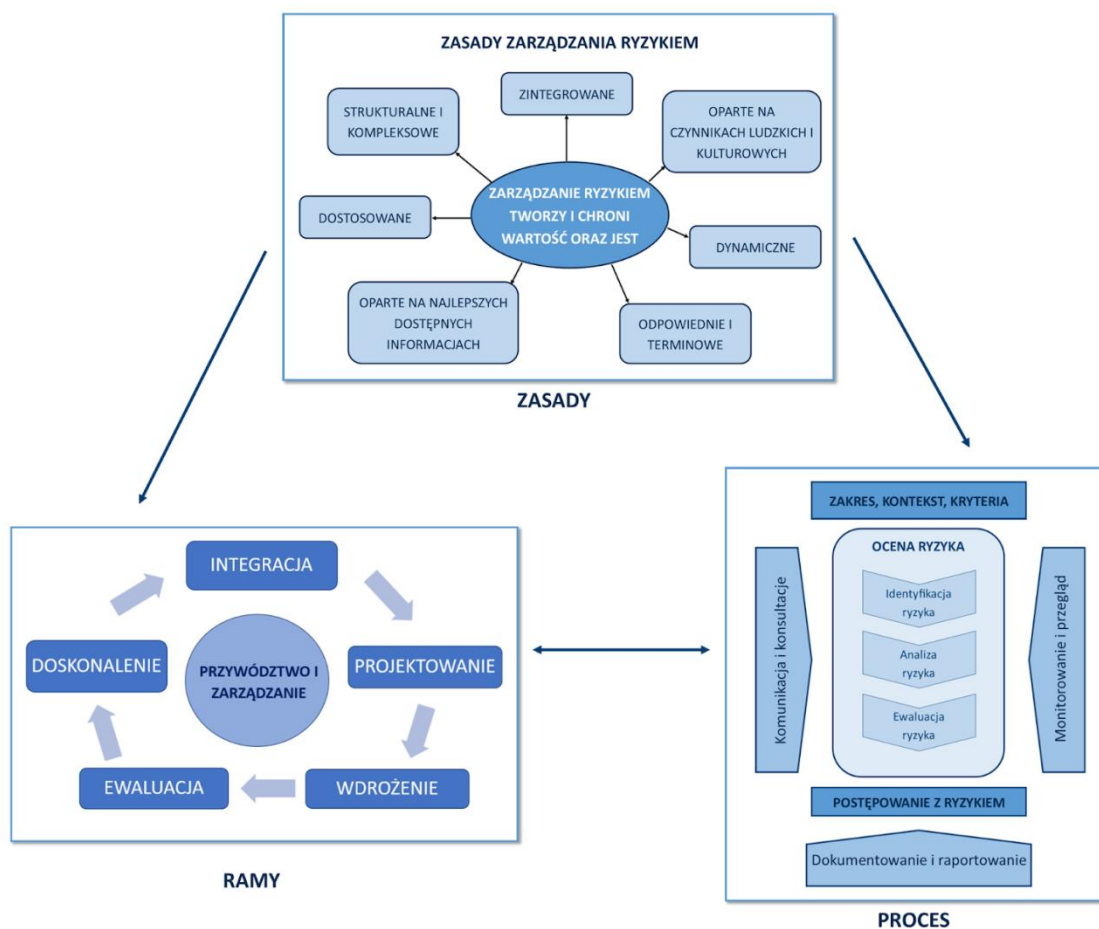 ZASADY ZARZĄDZANIA RYZYKIEM
ZINTEGROWANE
STRUKTURALNE I
KOMPLEKSOWE
OPARTE NA
CZYNNIKACH LUDZKICH I
KULTUROWYCH
ZARZĄDZANIE RYZYKIEM
TWORZY I CHRONI
WARTOŚĆ ORAZ JEST
DOSTOSOWANE
DYNAMICZNE
OPARTE NA NAJLEPSZYCH
DOSTĘPNYCH
INFORMACJACH
ODPOWIEDNIE I
TERMINOWE
ZASADY
INTEGRACJA
DOSKONALENIE
PRZYWÓDZTWO I
ZARZĄDZANIE
PROJEKTOWANIE
EWALUACJA
WDROŻENIE
RAMY
ZAKRES, KONTEKST, KRYTERIA
OCENA RYZYKA
Identyfikacja
ryzyka
Analiza
ryzyka
Ewaluacja
ryzyka
Komunikacja i konsultacje
Monitorowanie i przegląd
POSTĘPOWANIE Z RYZYKIEM
Dokumentowanie i raportowanie
PROCES